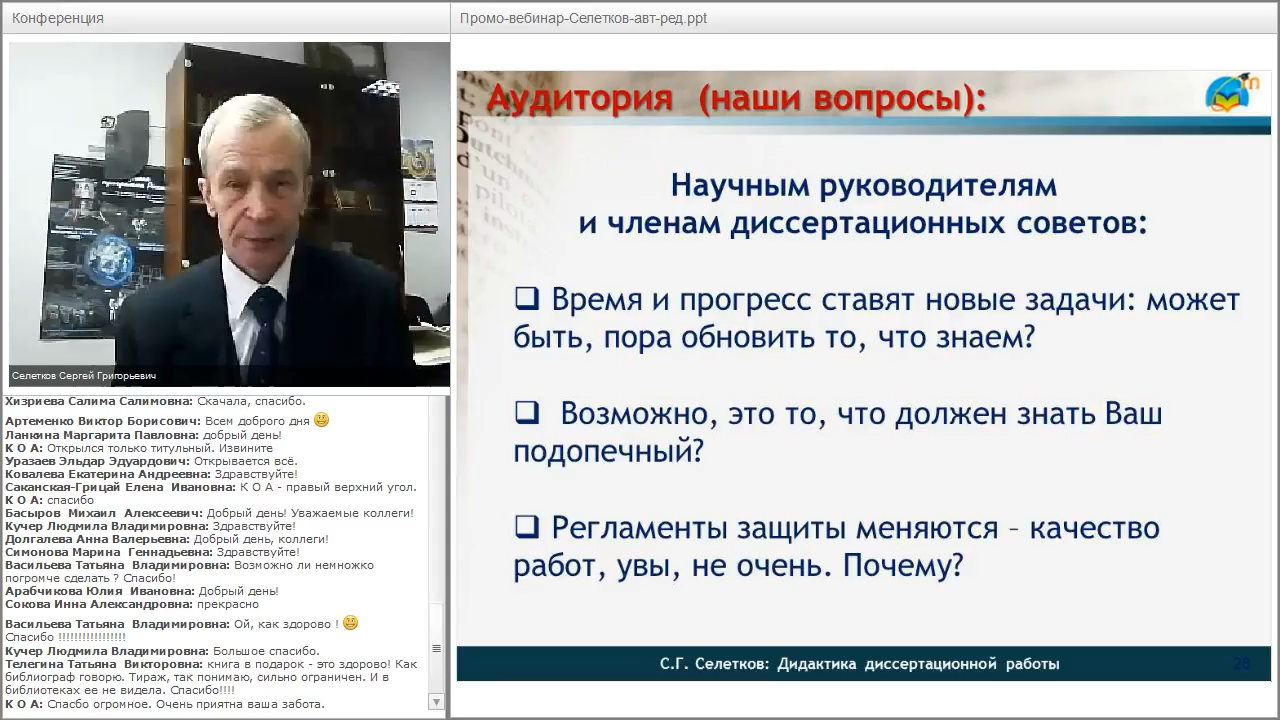 Конференция
Промо-вебинар-Селетков-авт-ред.ppt
Селетков Сергей Григорьевич
Хизриева Салима Салимовна: Скачала, спасибо.
Артеменко Виктор Борисович: Всем доброго дня
Ланкина Маргарита Павловна: добрый день!
К О А: Открылся только титульный. Извините
Уразаев Эльдар Эдуардович: Открывается всё.
Ковалева Екатерина Андреевна: Здравствуйте!
Саканская-Грицай Елена Ивановна: К О А - правый верхний угол.
К О А: спасибо
Басыров Михаил Алексеевич: Добрый день! Уважаемые коллеги!
Кучер Людмила Владимировна: Здравствуйте!
Долгалева Анна Валерьевна: Добрый день, коллеги!
Симонова Марина Геннадьевна: Здравствуйте!
Васильева Татьяна Владимировна: Возможно ли немножко
погромче сделать ? Спасибо!
Арабчикова Юлия Ивановна: Добрый день!
Сокова Инна Александровна: прекрасно
Васильева Татьяна Владимировна: Ой, как здорово !
Спасибо !!!!!!!!!!!!!!!!!
Кучер Людмила Владимировна: Большое спасибо.
Телегина Татьяна Викторовна: книга в подарок - это здорово! Как
библиограф говорю. Тираж, так понимаю, сильно ограничен. И в
библиотеках ее не видела. Спасибо!!!!
К О А: Спасбо огромное. Очень приятна ваша забота.
Аудитория (наши вопросы):
Научным руководителям
и членам диссертационных советов:
❑ Время и прогресс ставят новые задачи: может
быть, пора обновить то, что знаем?
❑ Возможно, это то, что должен знать Ваш
подопечный?
❑ Регламенты защиты меняются – качество
работ, увы, не очень. Почему?
С.Г. Селетков: Дидактика диссертационной работы
28